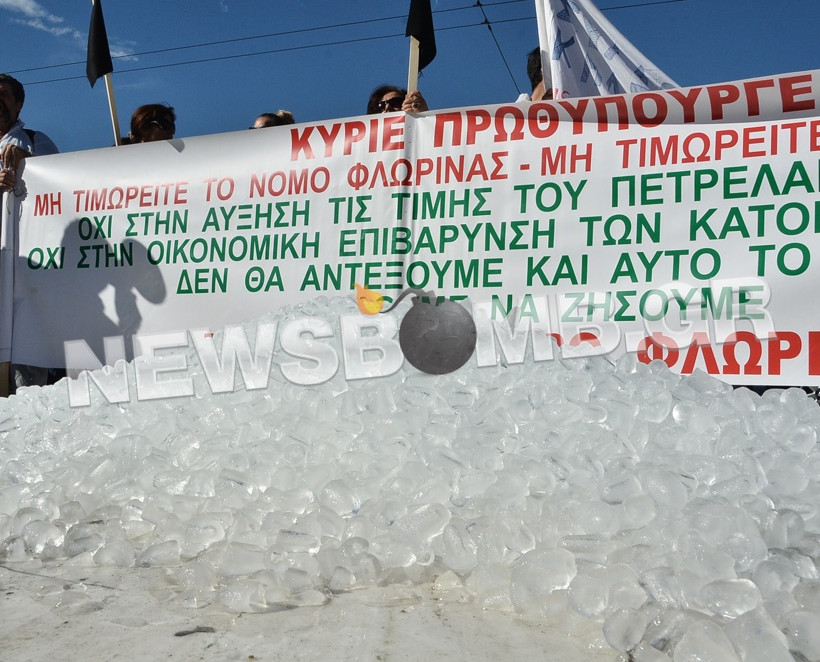 ΚΥΡΙΕ ΠΡΩΘΥΠΟΥΡΓΕ
ΜΗ ΤΙΜΩΡΕΙΤΕ ΤΟ ΝΟΜΟ ΦΛΩΡΙΝΑΣ - ΜΗ ΤΙΜΩΡΕΙΤΕ
ΟΧΙ ΣΤΗΝ ΑΥΞΗΣΗ ΤΙΣ ΤΙΜΗΣ ΤΟΥ ΠΕΤΡΕΛΑ
ΟΧΙ ΣΤΗΝ ΟΙΚΟΝΟΜΙΚΗ ΕΠΙΒΑΡΥΝΣΗ ΤΩΝ ΚΑΤΟΙ
ΔΕΝ ΘΑ ΑΝΤΕΞΟΥΜΕ ΚΑΙ ΑΥΤΟ ΤΟ
ΝΑ ΖΗΣΟΥΜΕ
ΦΛΩΡΙ
NEWSBOMB.GR